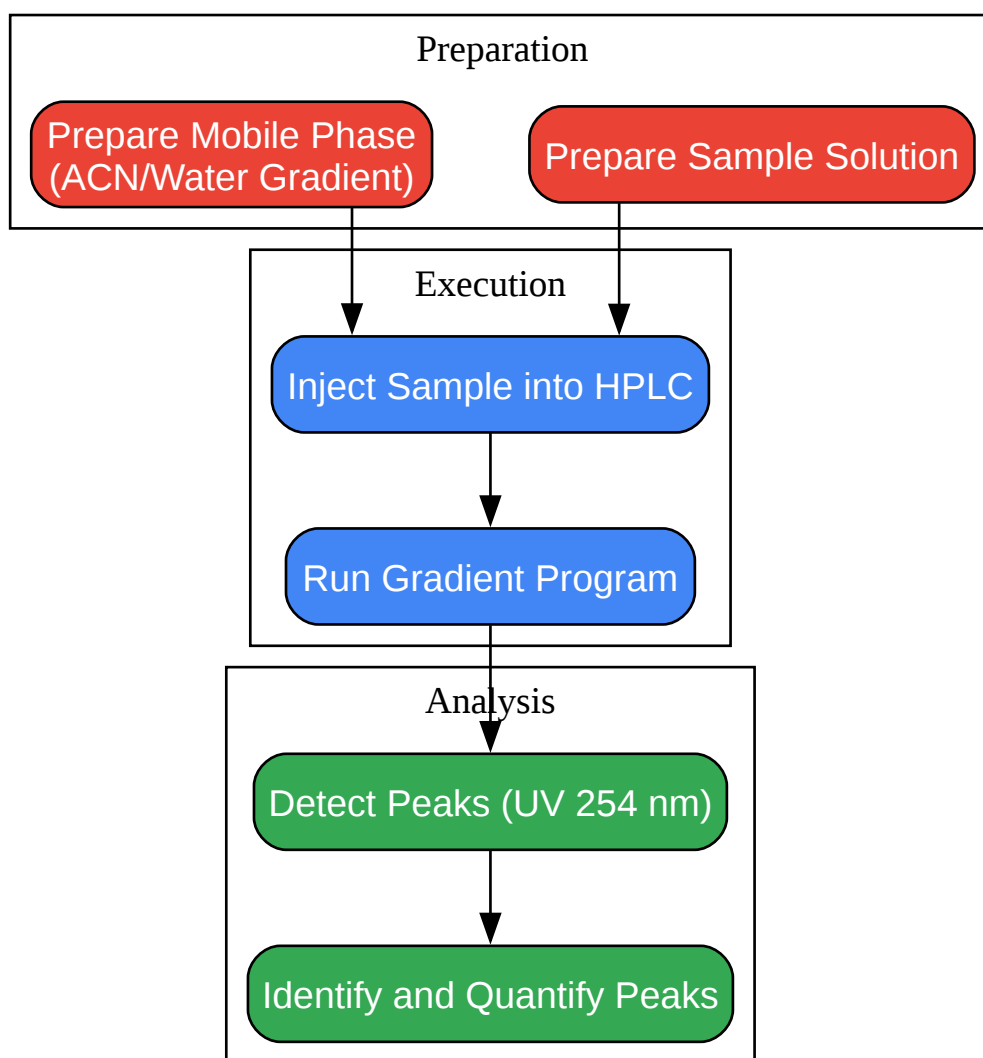 Preparation
Prepare Mobile Phase
(ACN/Water Gradient)
Prepare Sample Solution
Execution
Inject Sample into HPLC
Run Gradient Program
Analysis
Detect Peaks (UV 254 nm)
Identify and Quantify Peaks